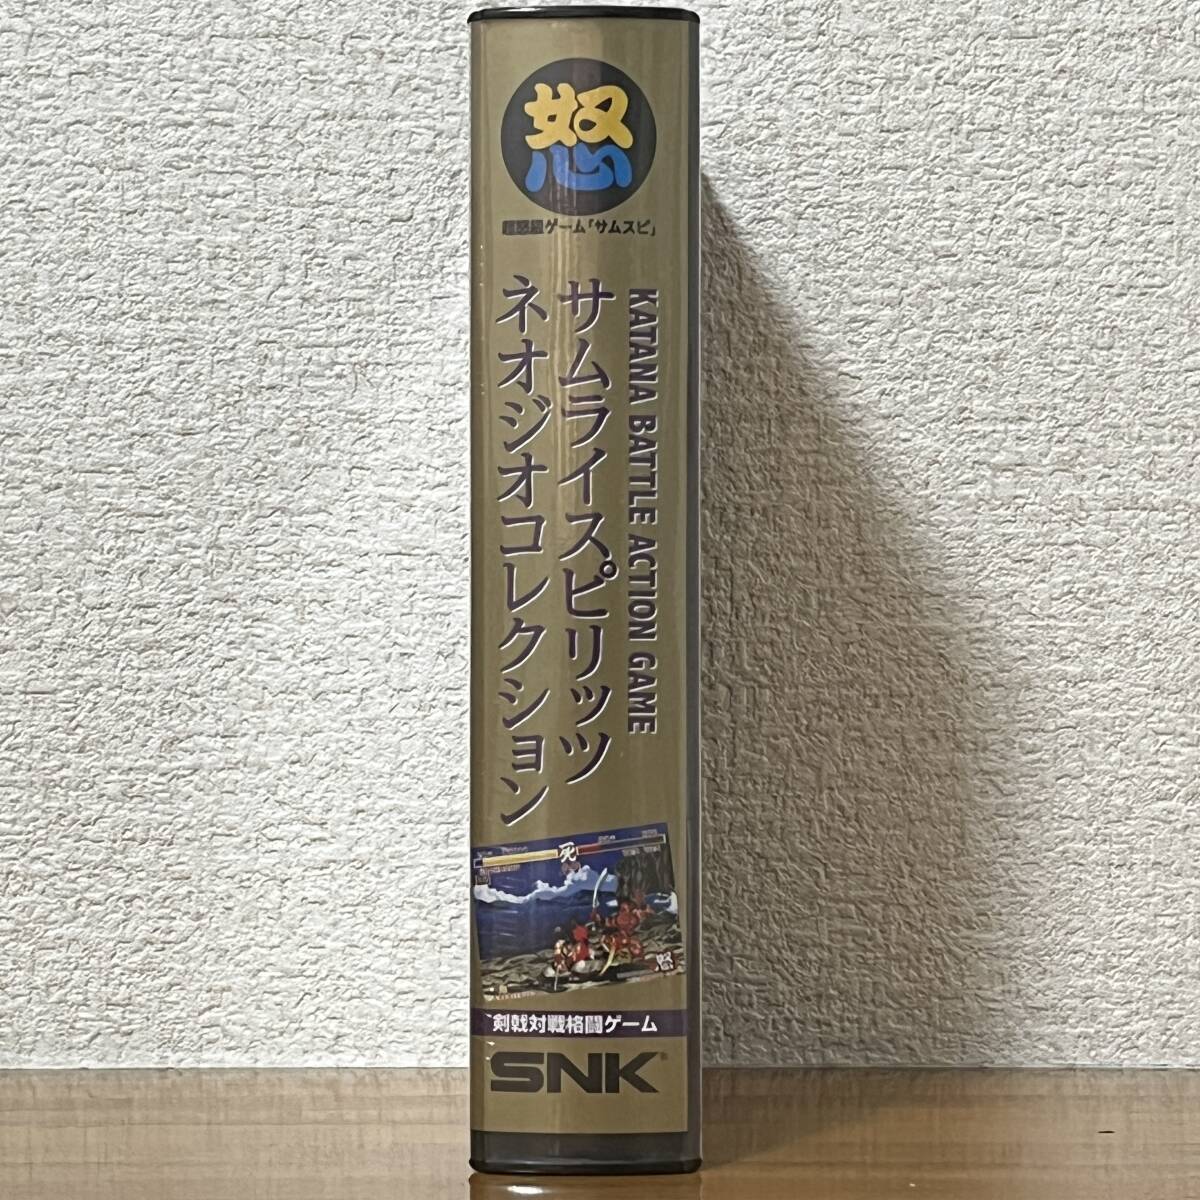 怒
ゲーム「サムスピ」
KATANA BATTLE ACTION GAME
サムライスピリッツ
ネオジオコレクション
死
怒
剣戟対戦格闘ゲーム
SNK